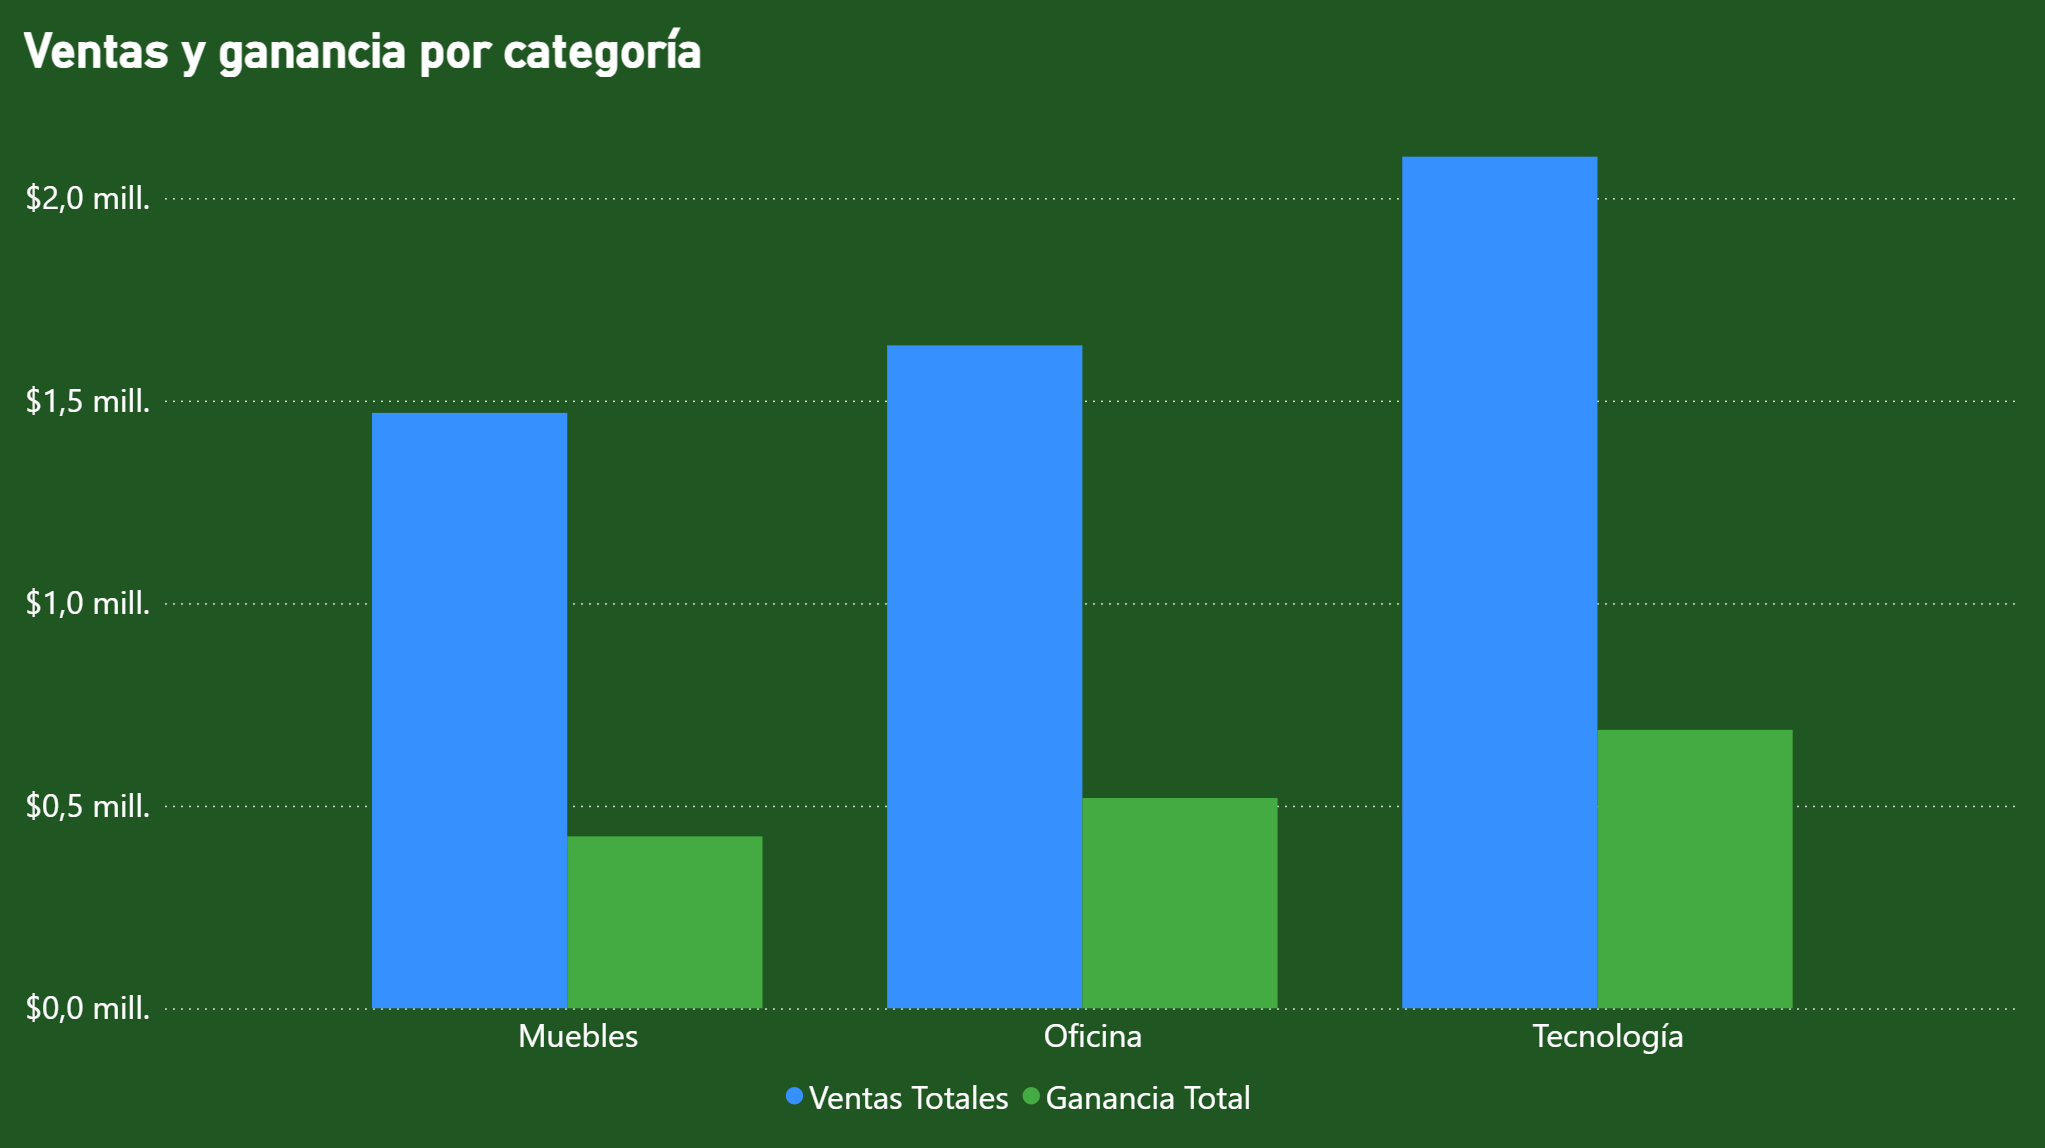 Ventas y ganancia por categoría
$2,0 mill.
$1,5 mill.
$1,0 mill.
$0,5 mill.
$0,0 mill.
Muebles Oficina Tecnología
Ventas Totales Ganancia Total